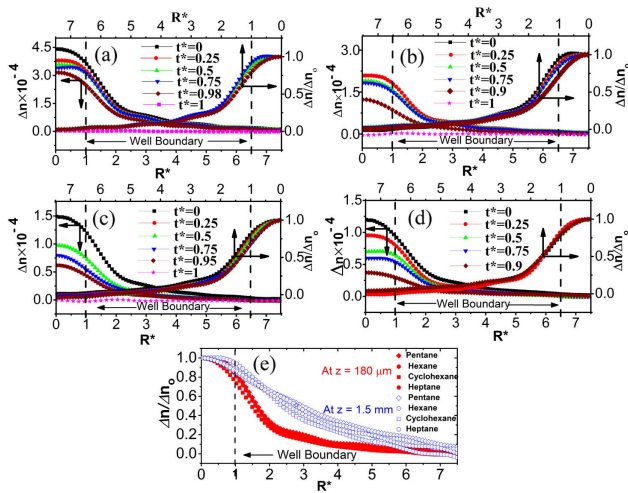 R* R*
7 6 5 4 3 2 1 0 7 6 5 4 3 2 1 0
(a) t*=0
t*=0.25
t*=0.5
t*=0.75
t*=0.98
t*=1
Δn×10⁻⁴
4.5
3.0
1.5
0.0
Δn/Δn₀
1.0
0.5
0.0
Well Boundary
0 1 2 3 4 5 6 7
R*
(b) t*=0
t*=0.25
t*=0.5
t*=0.75
t*=0.9
t*=1
Δn×10⁻⁴
3.0
1.5
0.0
Δn/Δn₀
1.0
0.5
0.0
Well Boundary
0 1 2 3 4 5 6 7
R*
7 6 5 4 3 2 1 0
(c) t*=0
t*=0.25
t*=0.5
t*=0.75
t*=0.95
t*=1
Δn×10⁻⁴
1.5
1.0
0.5
0.0
Δn/Δn₀
1.0
0.5
0.0
Well Boundary
0 1 2 3 4 5 6 7
R*
7 6 5 4 3 2 1 0
(d) t*=0
t*=0.25
t*=0.5
t*=0.75
t*=0.9
Δn×10⁻⁴
1.5
1.0
0.5
0.0
Δn/Δn₀
1.0
0.5
0.0
Well Boundary
0 1 2 3 4 5 6 7
R*
(e)
Δn/Δn₀
1.0
0.8
0.6
0.4
0.2
0.0
At z = 180 μm
At z = 1.5 mm
Pentane
Hexane
Cyclohexane
Heptane
Pentane
Hexane
Cyclohexane
Heptane
Well Boundary
0 1 2 3 4 5 6 7
R*